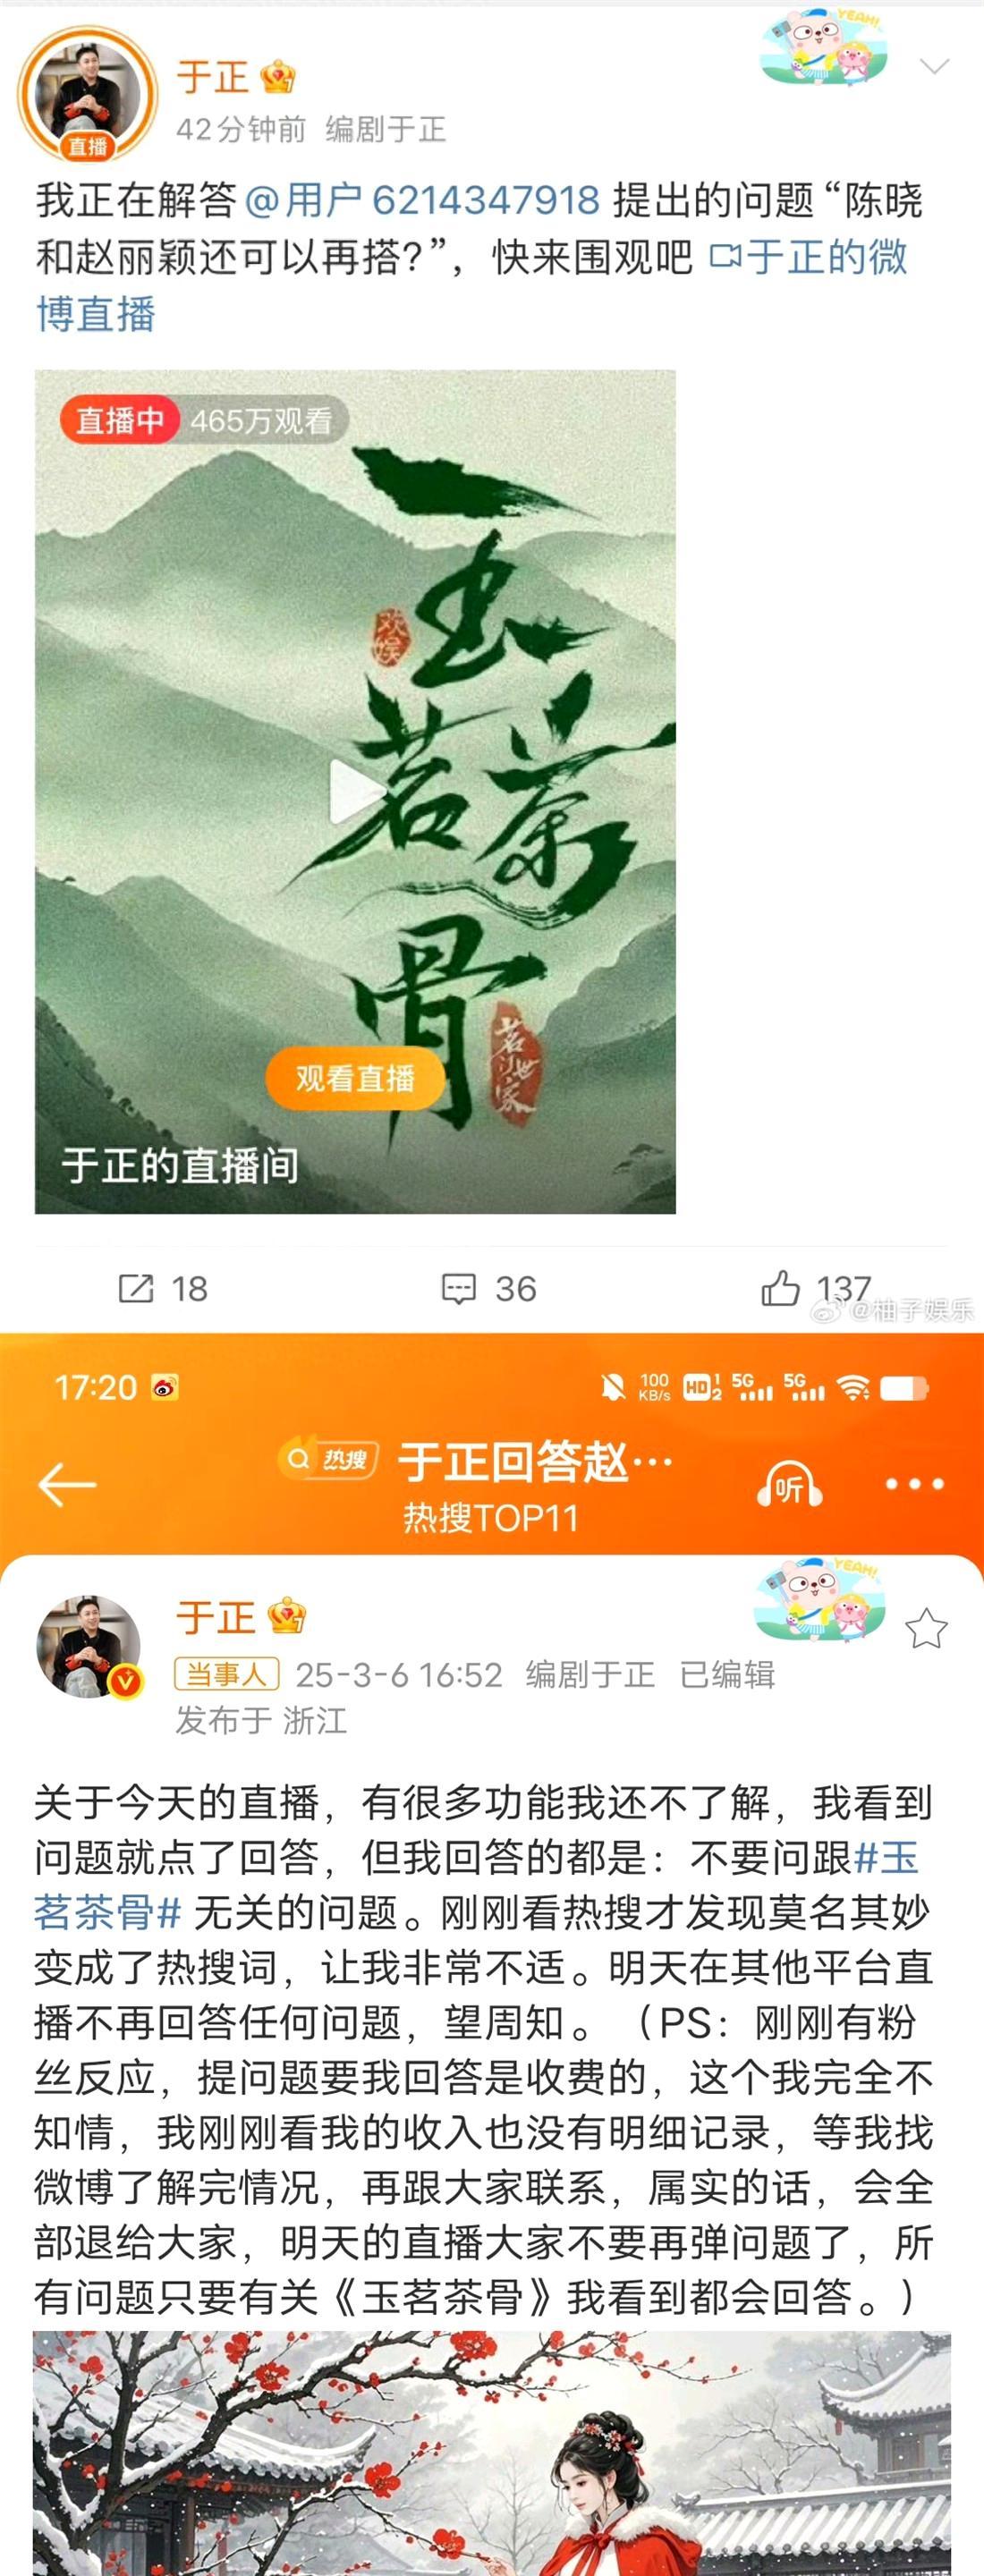 YEAH!
于正
直播
42分钟前 编剧于正
我正在解答@用户6214347918 提出的问题“陈晓
和赵丽颖还可以再搭?”，快来围观吧 于正的微
博直播
直播中 465万观看
玉
欢娱
茗茶
骨
茗门世家
观看直播
于正的直播间
18 36 137
@柚子娱乐
17:20 100 KB/s HD 1 2 5G 5G
热搜 于正回答赵…
听
热搜TOP11
YEAH!
于正
当事人 25-3-6 16:52 编剧于正 已编辑
发布于 浙江
关于今天的直播，有很多功能我还不了解，我看到
问题就点了回答，但我回答的都是：不要问跟#玉
茗茶骨# 无关的问题。刚刚看热搜才发现莫名其妙
变成了热搜词，让我非常不适。明天在其他平台直
播不再回答任何问题，望周知。（PS：刚刚有粉
丝反应，提问题要我回答是收费的，这个我完全不
知情，我刚刚看我的收入也没有明细记录，等我找
微博了解完情况，再跟大家联系，属实的话，会全
部退给大家，明天的直播大家不要再弹问题了，所
有问题只要有关《玉茗茶骨》我看到都会回答。）